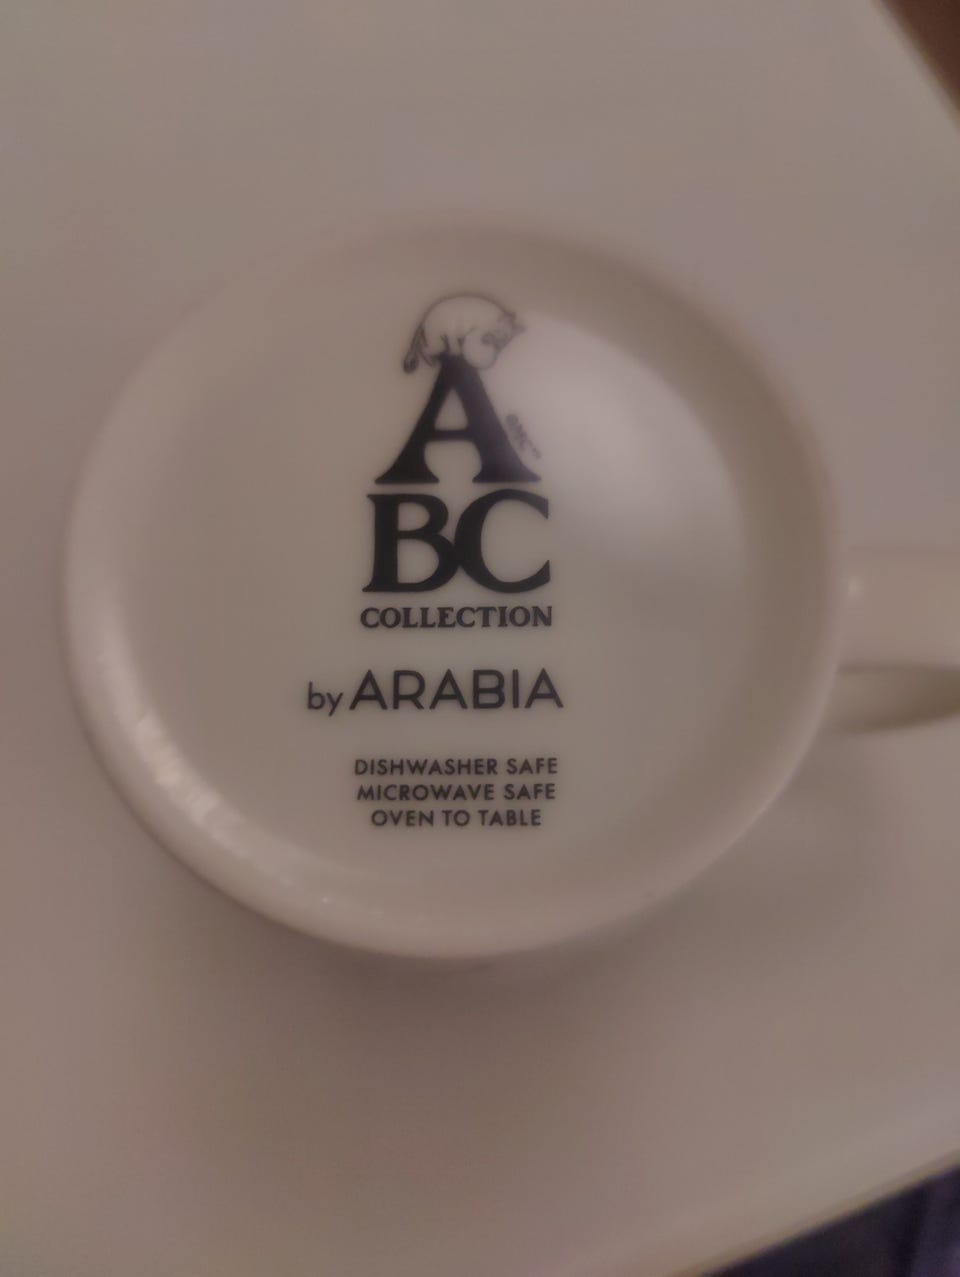 A
BC
COLLECTION
by ARABIA
DISHWASHER SAFE
MICROWAVE SAFE
OVEN TO TABLE